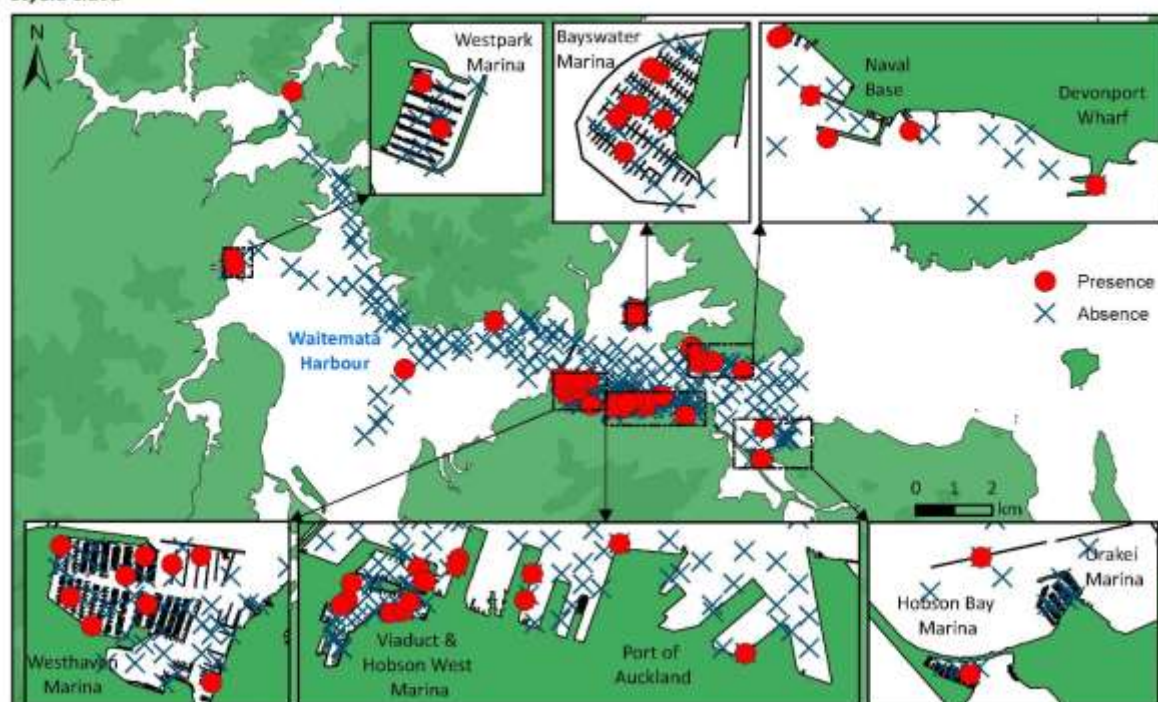 N
Westpark
Marina
Bayswater
Marina
Naval
Base
Devonport
Wharf
Presence
Absence
Waitematā
Harbour
0 1 2
km
Westhaven
Marina
Viaduct &
Hobson West
Marina
Port of
Auckland
Hobson Bay
Marina
Orakei
Marina